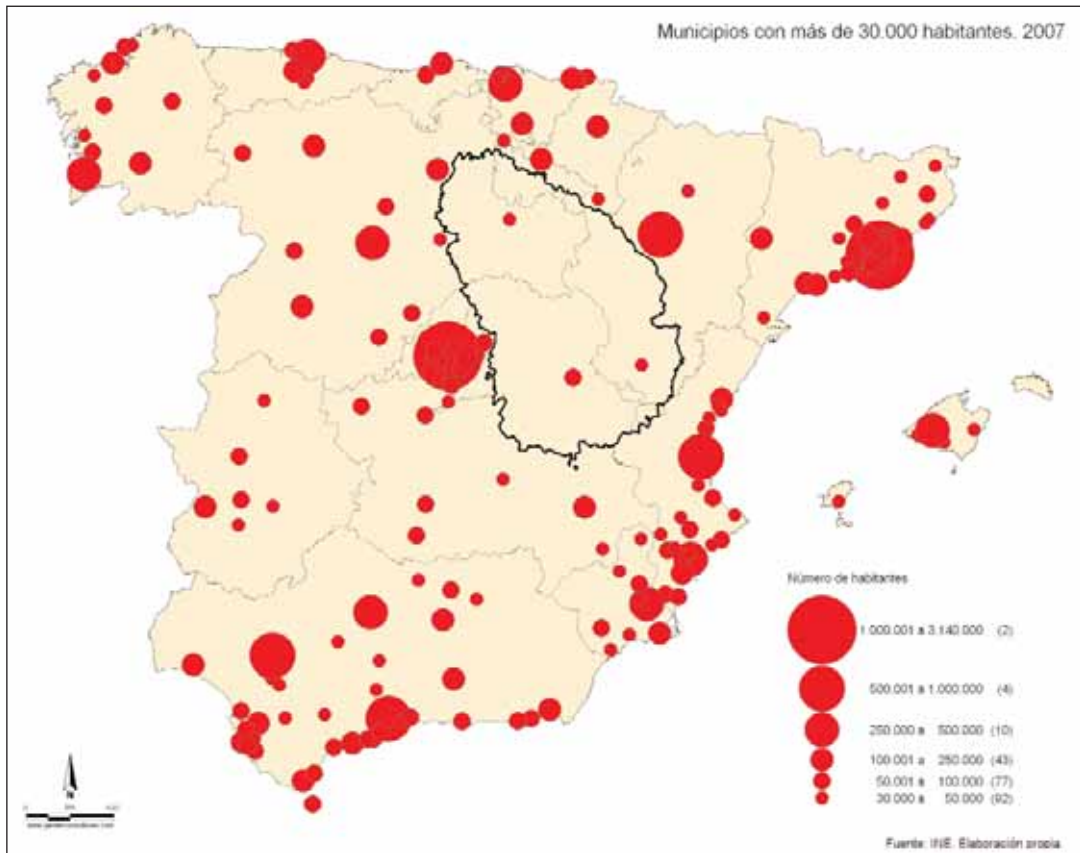 Municipios con más de 30.000 habitantes. 2007
Número de habitantes
1.000.001 a 3.140.000 (2)
500.001 a 1.000.000 (4)
250.000 a 500.000 (10)
100.001 a 250.000 (43)
50.001 a 100.000 (77)
30.000 a 50.000 (92)
N
0
Fuente: INE. Elaboración propia.